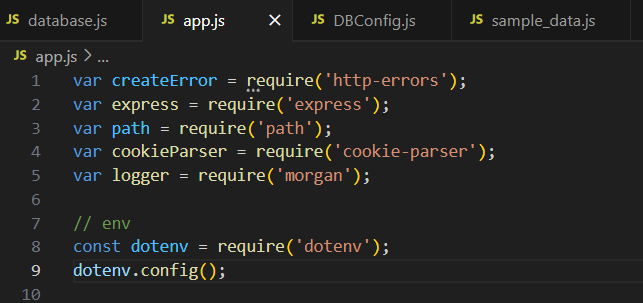 JS database.js JS app.js × JS DBConfig.js JS sample_data.js
JS app.js > ...
1 var createError = require('http-errors');
2 var express = require('express');
3 var path = require('path');
4 var cookieParser = require('cookie-parser');
5 var logger = require('morgan');
6
7 // env
8 const dotenv = require('dotenv');
9 dotenv.config();
10